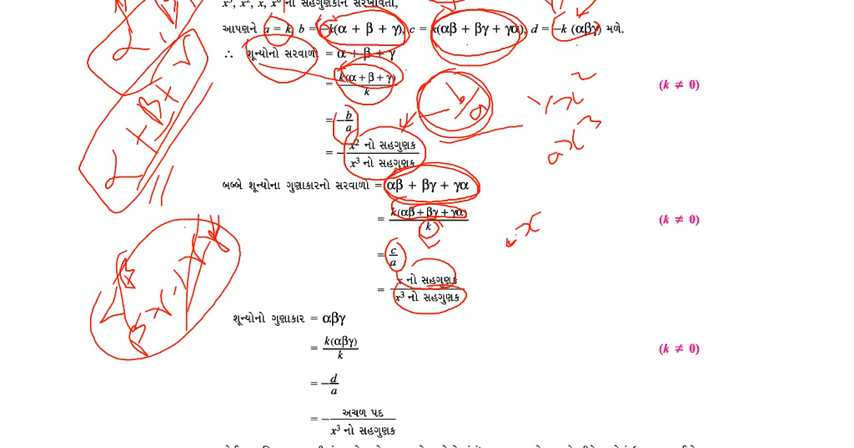 x³, x², x, x⁰ ના સહગુણકોને સરખાવતાં,
આપણને a = k, b = –k(α + β + γ), c = k(αβ + βγ + γα), d = –k (αβγ) મળે.
∴ શૂન્યોનો સરવાળો = α + β + γ
= k(α + β + γ) / k (k ≠ 0)
= – b/a
= – x² નો સહગુણક / x³ નો સહગુણક
બબ્બે શૂન્યોના ગુણાકારનો સરવાળો = αβ + βγ + γα
= k(αβ + βγ + γα) / k (k ≠ 0)
= c/a
= x નો સહગુણક / x³ નો સહગુણક
શૂન્યોનો ગુણાકાર = αβγ
= k(αβγ) / k (k ≠ 0)
= – d/a
= – અચળ પદ / x³ નો સહગુણક
α + β + γ
– b/a
x²
ax³
x